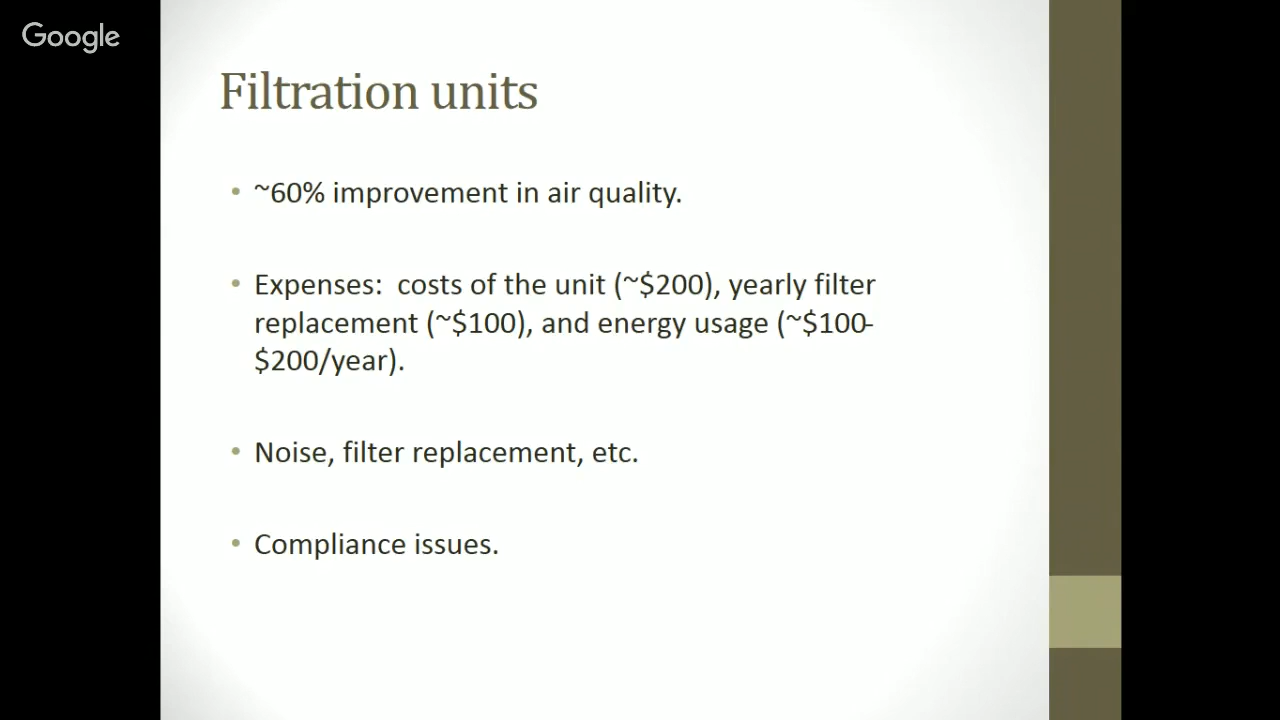 Google
Filtration units
• ~60% improvement in air quality.
• Expenses:  costs of the unit (~$200), yearly filter
replacement (~$100), and energy usage (~$100-
$200/year).
• Noise, filter replacement, etc.
• Compliance issues.